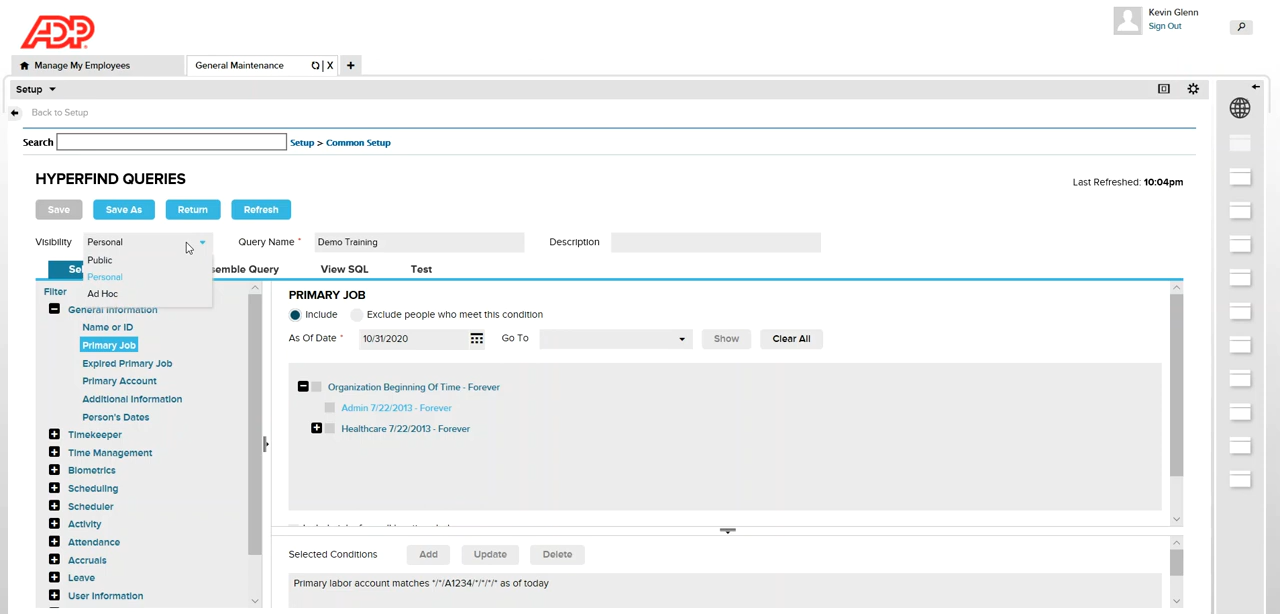 ADP
Kevin Glenn
Sign Out
Manage My Employees
General Maintenance
X
Setup
Back to Setup
Search
Setup > Common Setup
HYPERFIND QUERIES
Last Refreshed: 10:04pm
Save
Save As
Return
Refresh
Visibility
Personal
Query Name *
Demo Training
Description
Public
Personal
Ad Hoc
semble Query
View SQL
Test
Filter
General Information
Name or ID
Primary Job
Expired Primary Job
Primary Account
Additional Information
Person's Dates
Timekeeper
Time Management
Biometrics
Scheduling
Scheduler
Activity
Attendance
Accruals
Leave
User Information
PRIMARY JOB
Include
Exclude people who meet this condition
As Of Date *
10/31/2020
Go To
Show
Clear All
Organization Beginning Of Time - Forever
Admin 7/22/2013 - Forever
Healthcare 7/22/2013 - Forever
Selected Conditions
Add
Update
Delete
Primary labor account matches */*/A1234/*/*/*/* as of today